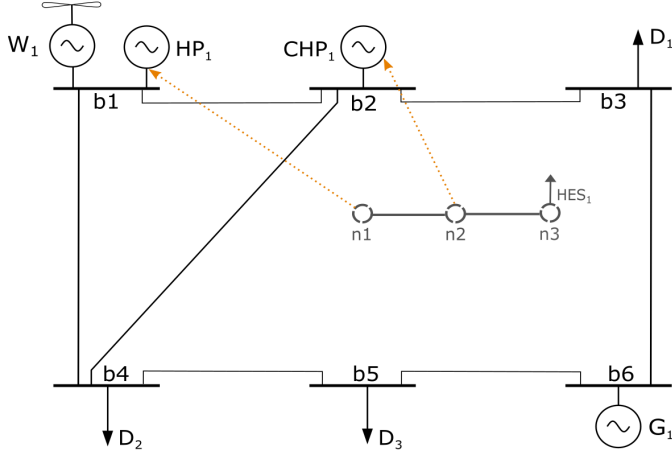 W₁ HP₁ CHP₁ D₁
b1 b2 b3
HES₁
n1 n2 n3
b4 b5 b6
D₂ D₃ G₁